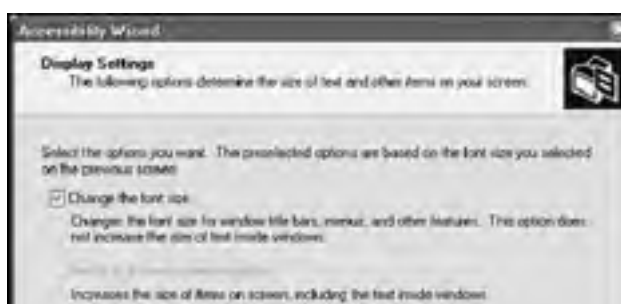 Accessibility Wizard
Display Settings
The following options determine the size of text and other items on your screen.
Select the options you want. The preselected options are based on the font size you selected
on the previous screen.
Change the font size
Changes the font size for window title bars, menus, and other features. This option does
not increase the size of text inside windows.
Increases the size of items on screen, including the text inside windows.